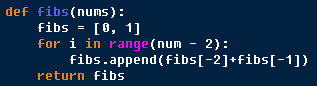 def fibs(nums):
    fibs = [0, 1]
    for i in range(num - 2):
        fibs.append(fibs[-2]+fibs[-1])
    return fibs